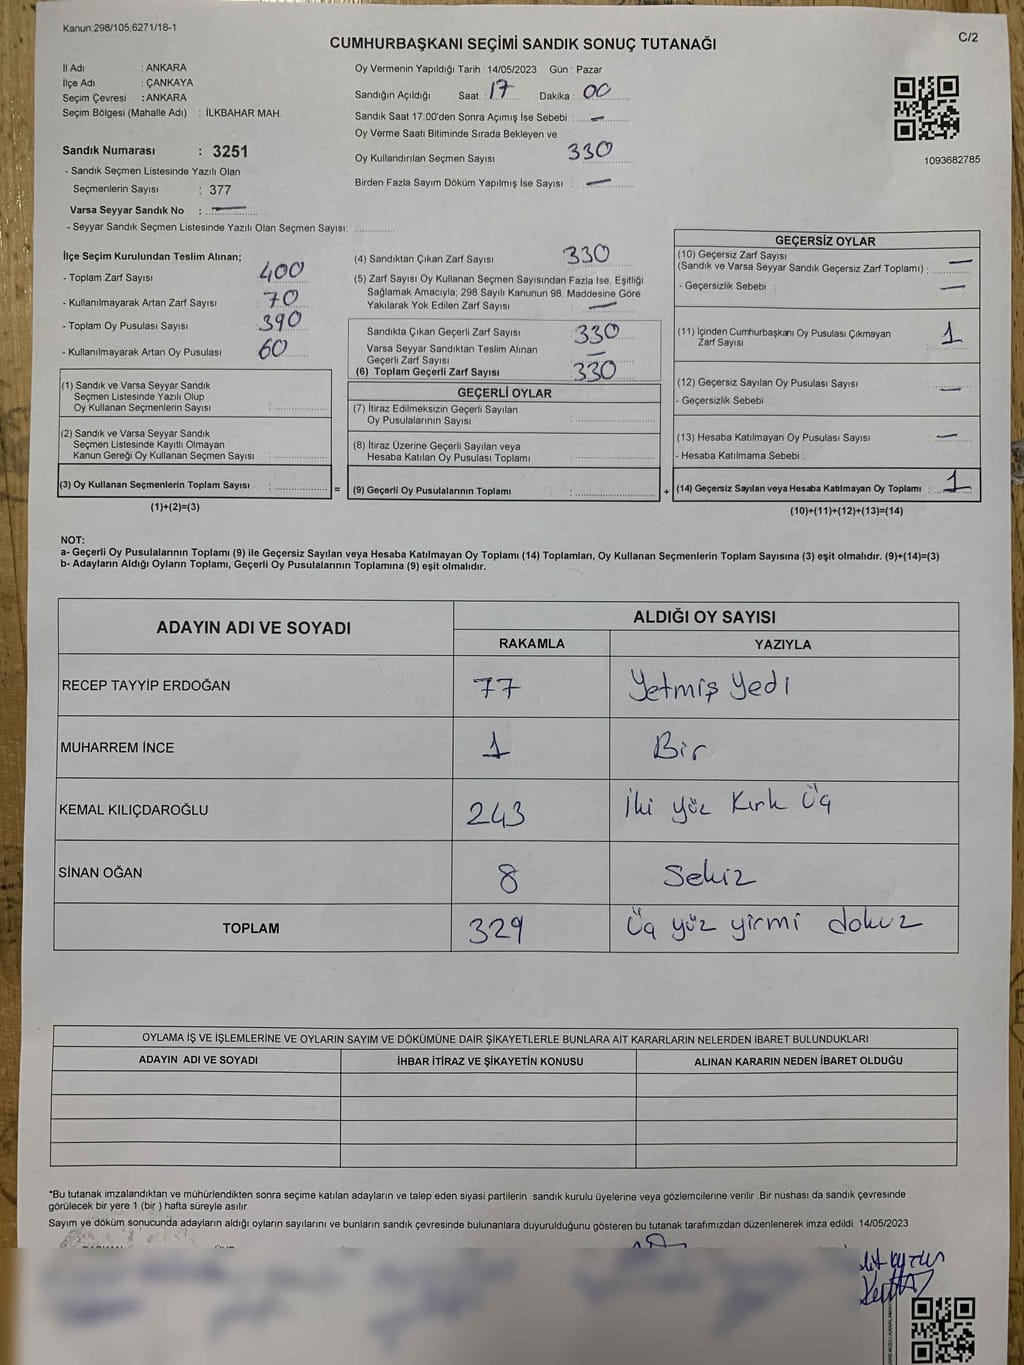 Kanun,298/105,6271/18-1
C/2
CUMHURBAŞKANI SEÇİMİ SANDIK SONUÇ TUTANAĞI
İl Adı : ANKARA
İlçe Adı : ÇANKAYA
Seçim Çevresi : ANKARA
Seçim Bölgesi (Mahalle Adı) : İLKBAHAR MAH.
Sandık Numarası : 3251
- Sandık Seçmen Listesinde Yazılı Olan
Seçmenlerin Sayısı : 377
Varsa Seyyar Sandık No : —
- Seyyar Sandık Seçmen Listesinde Yazılı Olan Seçmen Sayısı: ..............
Oy Vermenin Yapıldığı Tarih : 14/05/2023 Gün : Pazar
Sandığın Açıldığı Saat : 17 Dakika : 00
Sandık Saat 17:00'den Sonra Açımış İse Sebebi : —
Oy Verme Saati Bitiminde Sırada Bekleyen ve
Oy Kullandırılan Seçmen Sayısı 330
Birden Fazla Sayım Döküm Yapılmış İse Sayısı : —
1093682785
İlçe Seçim Kurulundan Teslim Alınan;
- Toplam Zarf Sayısı : 400
- Kullanılmayarak Artan Zarf Sayısı : 70
- Toplam Oy Pusulası Sayısı : 390
- Kullanılmayarak Artan Oy Pusulası : 60
(1) Sandık ve Varsa Seyyar Sandık
Seçmen Listesinde Yazılı Olup
Oy Kullanan Seçmenlerin Sayısı : ..............
(2) Sandık ve Varsa Seyyar Sandık
Seçmen Listesinde Kayıtlı Olmayan
Kanun Gereği Oy Kullanan Seçmen Sayısı : ..............
(3) Oy Kullanan Seçmenlerin Toplam Sayısı : ..............
(1)+(2)=(3)
(4) Sandıktan Çıkan Zarf Sayısı : 330
(5) Zarf Sayısı Oy Kullanan Seçmen Sayısından Fazla İse, Eşitliği
Sağlamak Amacıyla; 298 Sayılı Kanunun 98. Maddesine Göre
Yakılarak Yok Edilen Zarf Sayısı : —
Sandıkta Çıkan Geçerli Zarf Sayısı : 330
Varsa Seyyar Sandıktan Teslim Alınan
Geçerli Zarf Sayısı : —
(6) Toplam Geçerli Zarf Sayısı : 330
GEÇERLİ OYLAR
(7) İtiraz Edilmeksizin Geçerli Sayılan
Oy Pusulalarının Sayısı : ..............
(8) İtiraz Üzerine Geçerli Sayılan veya
Hesaba Katılan Oy Pusulası Toplamı : ..............
= (9) Geçerli Oy Pusulalarının Toplamı : ..............
GEÇERSİZ OYLAR
(10) Geçersiz Zarf Sayısı
(Sandık ve Varsa Seyyar Sandık Geçersiz Zarf Toplamı) : —
- Geçersizlik Sebebi : —
(11) İçinden Cumhurbaşkanı Oy Pusulası Çıkmayan
Zarf Sayısı : 1
(12) Geçersiz Sayılan Oy Pusulası Sayısı : —
- Geçersizlik Sebebi :
(13) Hesaba Katılmayan Oy Pusulası Sayısı : —
- Hesaba Katılmama Sebebi :
+ (14) Geçersiz Sayılan veya Hesaba Katılmayan Oy Toplamı : 1
(10)+(11)+(12)+(13)=(14)
NOT:
a- Geçerli Oy Pusulalarının Toplamı (9) ile Geçersiz Sayılan veya Hesaba Katılmayan Oy Toplamı (14) Toplamları, Oy Kullanan Seçmenlerin Toplam Sayısına (3) eşit olmalıdır. (9)+(14)=(3)
b- Adayların Aldığı Oyların Toplamı, Geçerli Oy Pusulalarının Toplamına (9) eşit olmalıdır.
ADAYIN ADI VE SOYADI ALDIĞI OY SAYISI
RAKAMLA YAZIYLA
RECEP TAYYİP ERDOĞAN 77 Yetmiş Yedi
MUHARREM İNCE 1 Bir
KEMAL KILIÇDAROĞLU 243 İki yüz Kırk Üç
SİNAN OĞAN 8 Sekiz
TOPLAM 329 Üç yüz yirmi dokuz
OYLAMA İŞ VE İŞLEMLERİNE VE OYLARIN SAYIM VE DÖKÜMÜNE DAİR ŞİKAYETLERLE BUNLARA AİT KARARLARIN NELERDEN İBARET BULUNDUKLARI
ADAYIN ADI VE SOYADI İHBAR İTİRAZ VE ŞİKAYETİN KONUSU ALINAN KARARIN NEDEN İBARET OLDUĞU
*Bu tutanak imzalandıktan ve mühürlendikten sonra seçime katılan adayların ve talep eden siyasi partilerin sandık kurulu üyelerine veya gözlemcilerine verilir .Bir nüshası da sandık çevresinde
görülecek bir yere 1 (bir ) hafta süreyle asılır.
Sayım ve döküm sonucunda adayların aldığı oyların sayılarını ve bunların sandık çevresinde bulunanlara duyurulduğunu gösteren bu tutanak tarafımızdan düzenlenerek imza edildi. 14/05/2023